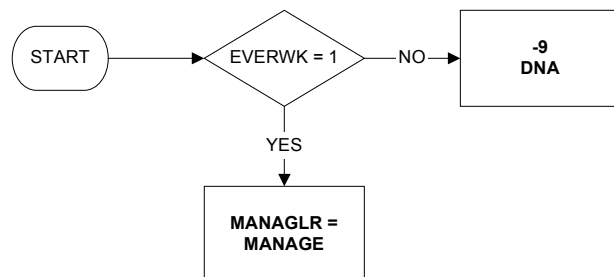 START
EVERWK = 1
NO
-9
DNA
YES
MANAGLR =
MANAGE